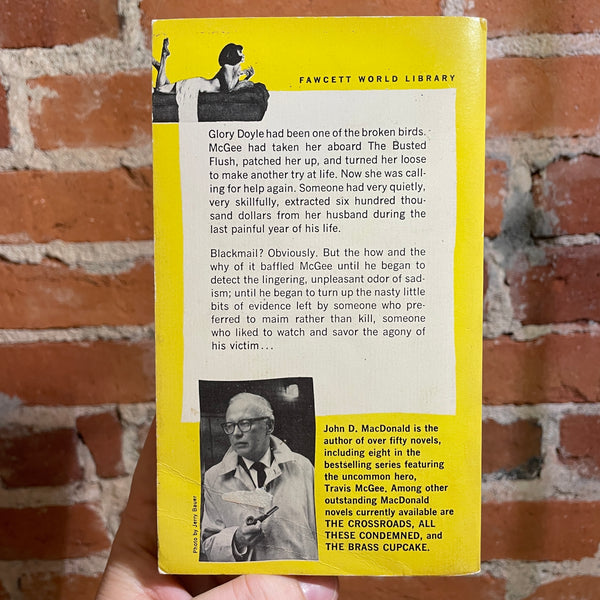 FAWCETT WORLD LIBRARY
Glory Doyle had been one of the broken birds.
McGee had taken her aboard The Busted
Flush, patched her up, and turned her loose
to make another try at life. Now she was call-
ing for help again. Someone had very quietly,
very skillfully, extracted six hundred thou-
sand dollars from her husband during the
last painful year of his life.
Blackmail? Obviously. But the how and the
why of it baffled McGee until he began to
detect the lingering, unpleasant odor of sad-
ism; until he began to turn up the nasty little
bits of evidence left by someone who pre-
ferred to maim rather than kill, someone
who liked to watch and savor the agony of
his victim...
John D. MacDonald is the
author of over fifty novels,
including eight in the
bestselling series featuring
the uncommon hero,
Travis McGee. Among other
outstanding MacDonald
novels currently available are
THE CROSSROADS, ALL
THESE CONDEMNED, and
THE BRASS CUPCAKE.
Photo by Jerry Bauer